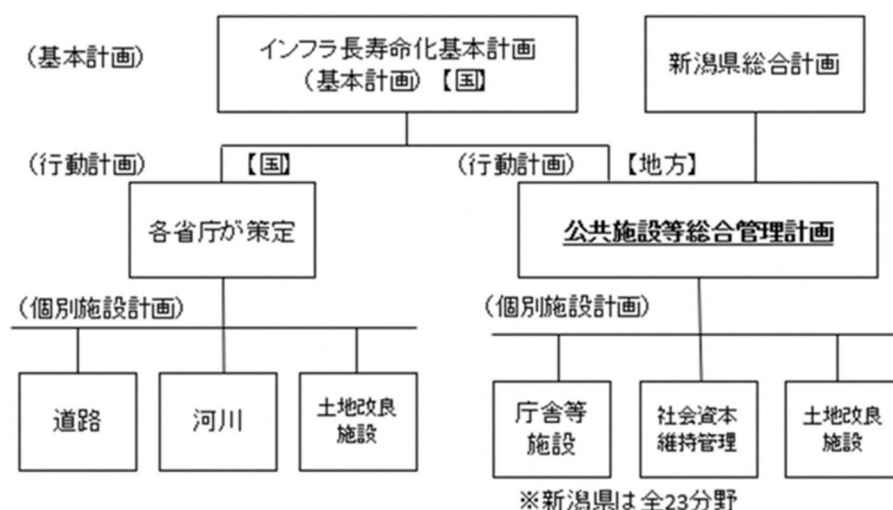 (基本計画)
インフラ長寿命化基本計画
(基本計画)【国】
新潟県総合計画
(行動計画)
【国】
(行動計画)
【地方】
各省庁が策定
公共施設等総合管理計画
(個別施設計画)
(個別施設計画)
道路
河川
土地改良
施設
庁舎等
施設
社会資本
維持管理
土地改良
施設
※新潟県は全23分野